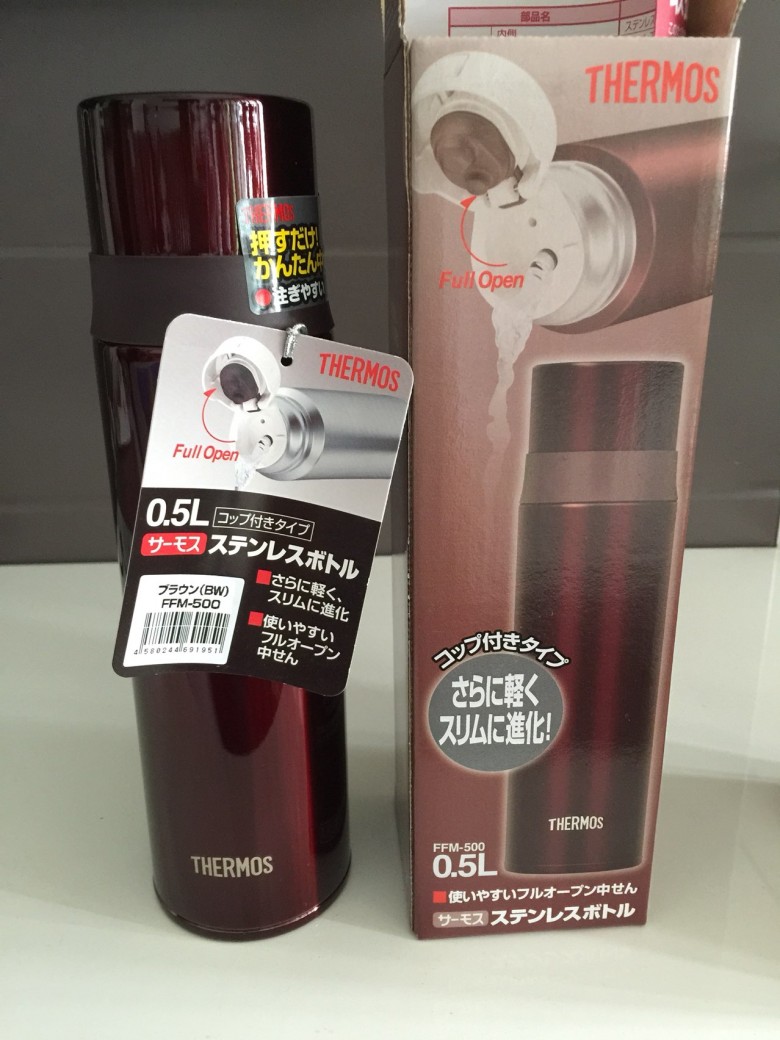 部品名
内側
THERMOS
Full Open
コップ付きタイプ
さらに軽く
スリムに進化!
THERMOS
FFM-500
0.5L
■使いやすいフルオープン中せん
サーモス ステンレスボトル
THERMOS
押すだけ!
かんたん
注ぎやすい
THERMOS
Full Open
0.5L コップ付きタイプ
サーモス ステンレスボトル
ブラウン(BW)
FFM-500
4580244691951
■さらに軽く、
スリムに進化
■使いやすい
フルオープン
中せん
THERMOS